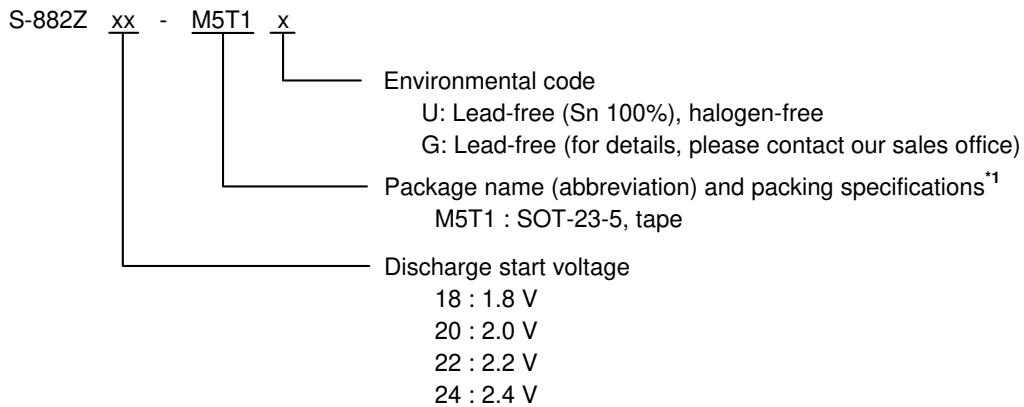 S-882Z xx - M5T1 x
Environmental code
U: Lead-free (Sn 100%), halogen-free
G: Lead-free (for details, please contact our sales office)
Package name (abbreviation) and packing specifications*1
M5T1 : SOT-23-5, tape
Discharge start voltage
18 : 1.8 V
20 : 2.0 V
22 : 2.2 V
24 : 2.4 V